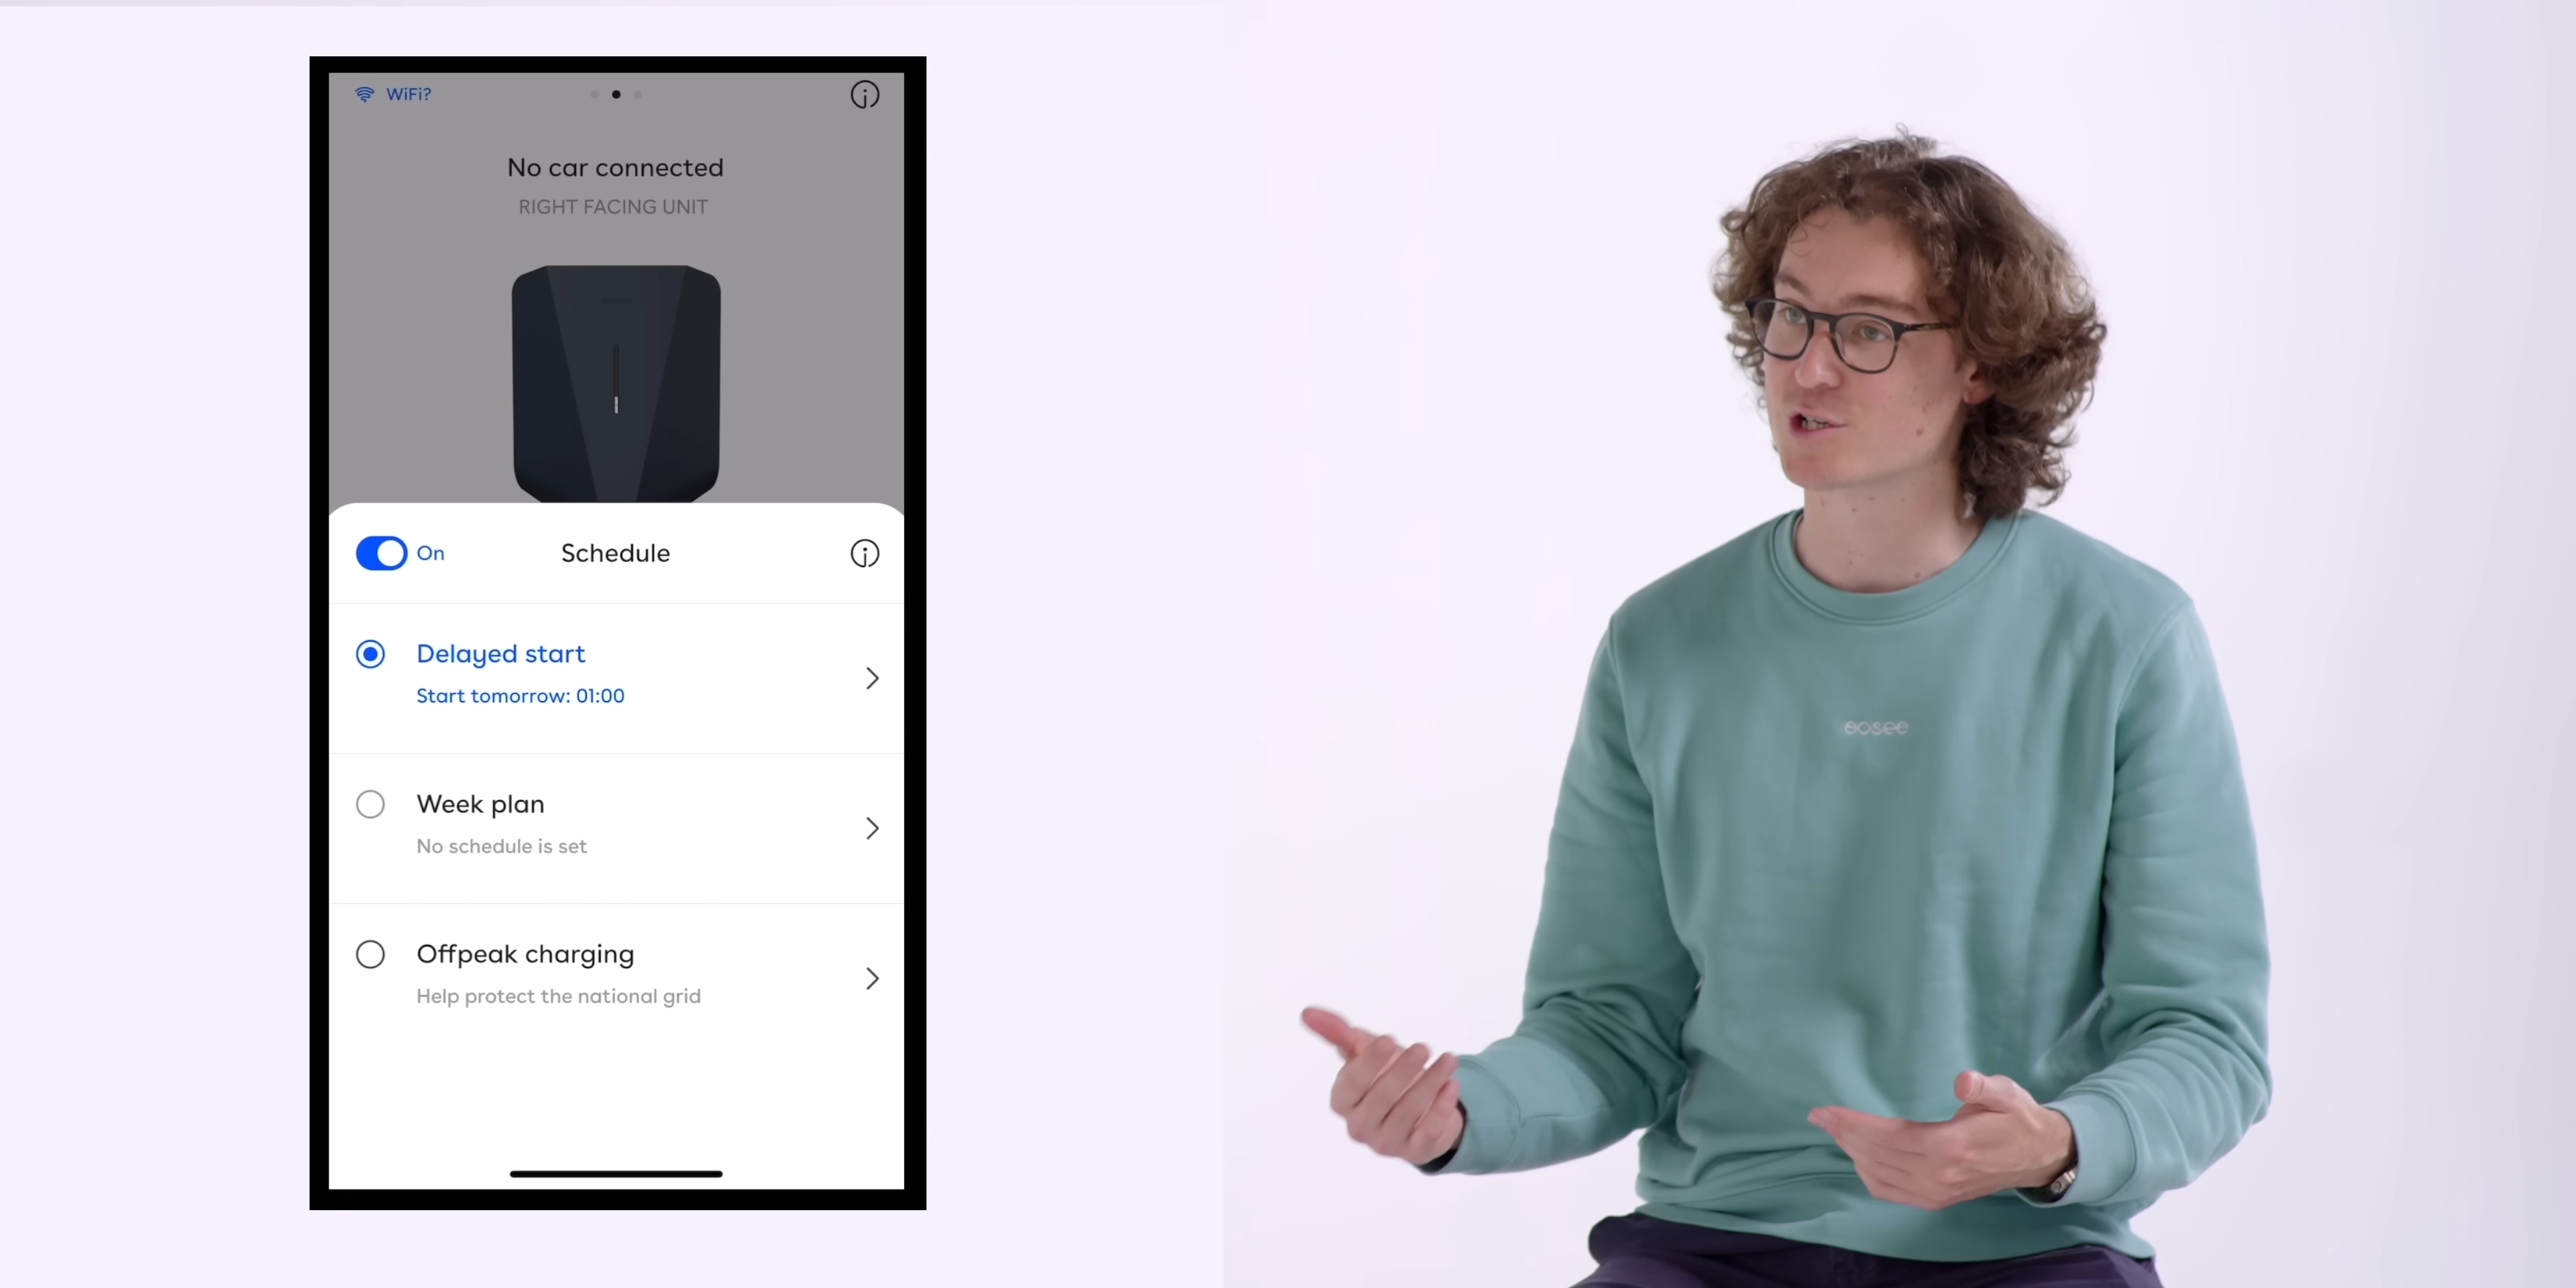 WiFi?
No car connected
RIGHT FACING UNIT
On
Schedule
Delayed start
Start tomorrow: 01:00
Week plan
No schedule is set
Offpeak charging
Help protect the national grid
easee